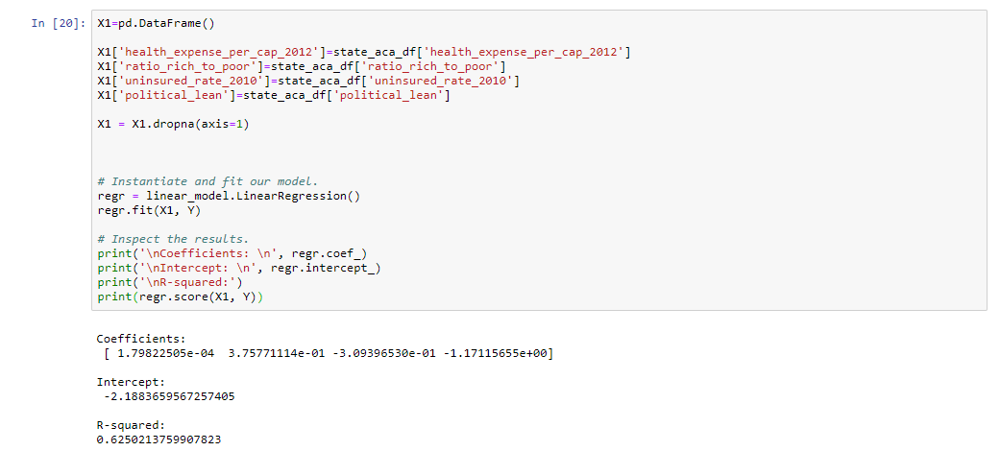 In [20]: X1=pd.DataFrame()
X1['health_expense_per_cap_2012']=state_aca_df['health_expense_per_cap_2012']
X1['ratio_rich_to_poor']=state_aca_df['ratio_rich_to_poor']
X1['uninsured_rate_2010']=state_aca_df['uninsured_rate_2010']
X1['political_lean']=state_aca_df['political_lean']
X1 = X1.dropna(axis=1)
# Instantiate and fit our model.
regr = linear_model.LinearRegression()
regr.fit(X1, Y)
# Inspect the results.
print('\nCoefficients: \n', regr.coef_)
print('\nIntercept: \n', regr.intercept_)
print('\nR-squared:')
print(regr.score(X1, Y))
Coefficients:
[ 1.79822505e-04  3.75771114e-01 -3.09396530e-01 -1.17115655e+00]
Intercept:
-2.1883659567257405
R-squared:
0.6250213759907823